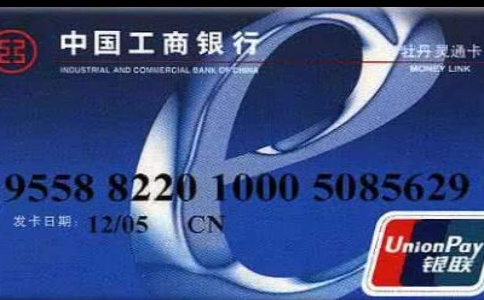 中国工商银行
INDUSTRIAL AND COMMERCIAL BANK OF CHINA
牡丹灵通卡
MONEY LINK
9558 8220 1000 5085629
发卡日期: 12/05 CN
UnionPay
银联